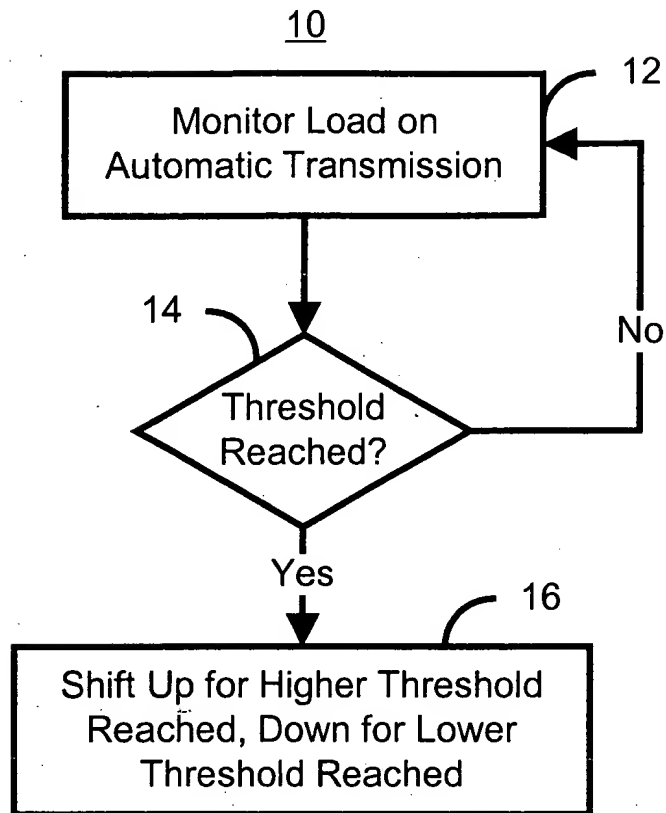 10
12
Monitor Load on
Automatic Transmission
14
No
Threshold
Reached?
Yes
16
Shift Up for Higher Threshold
Reached, Down for Lower
Threshold Reached